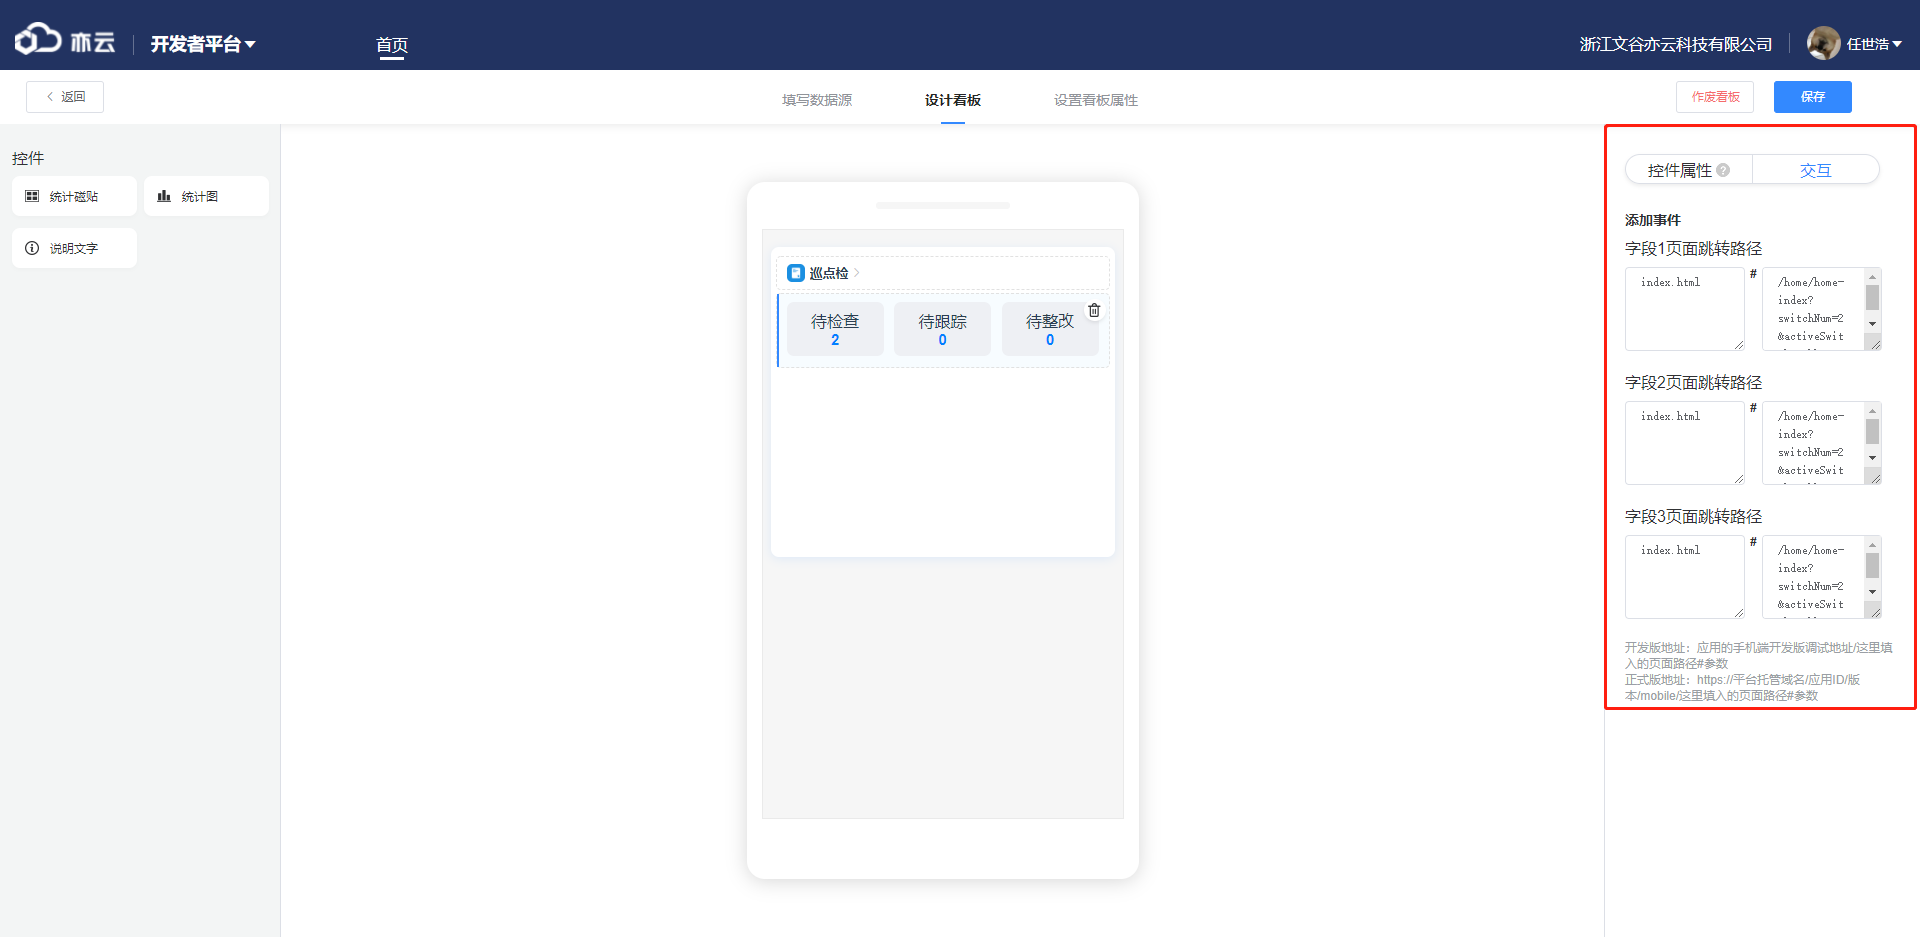 亦云
开发者平台
首页
浙江文谷亦云科技有限公司
任世浩
返回
填写数据源
设计看板
设置看板属性
作废看板
保存
控件
统计磁贴
统计图
说明文字
巡点检
待检查
2
待跟踪
0
待整改
0
控件属性
?
交互
添加事件
字段1页面跳转路径
index.html
#
/home/home-
index?
switchNum=2
&activeSwit
字段2页面跳转路径
index.html
#
/home/home-
index?
switchNum=2
&activeSwit
字段3页面跳转路径
index.html
#
/home/home-
index?
switchNum=2
&activeSwit
开发版地址：应用的手机端开发版调试地址/这里填
入的页面路径#参数
正式版地址：https://平台托管域名/应用ID/版
本/mobile/这里填入的页面路径#参数